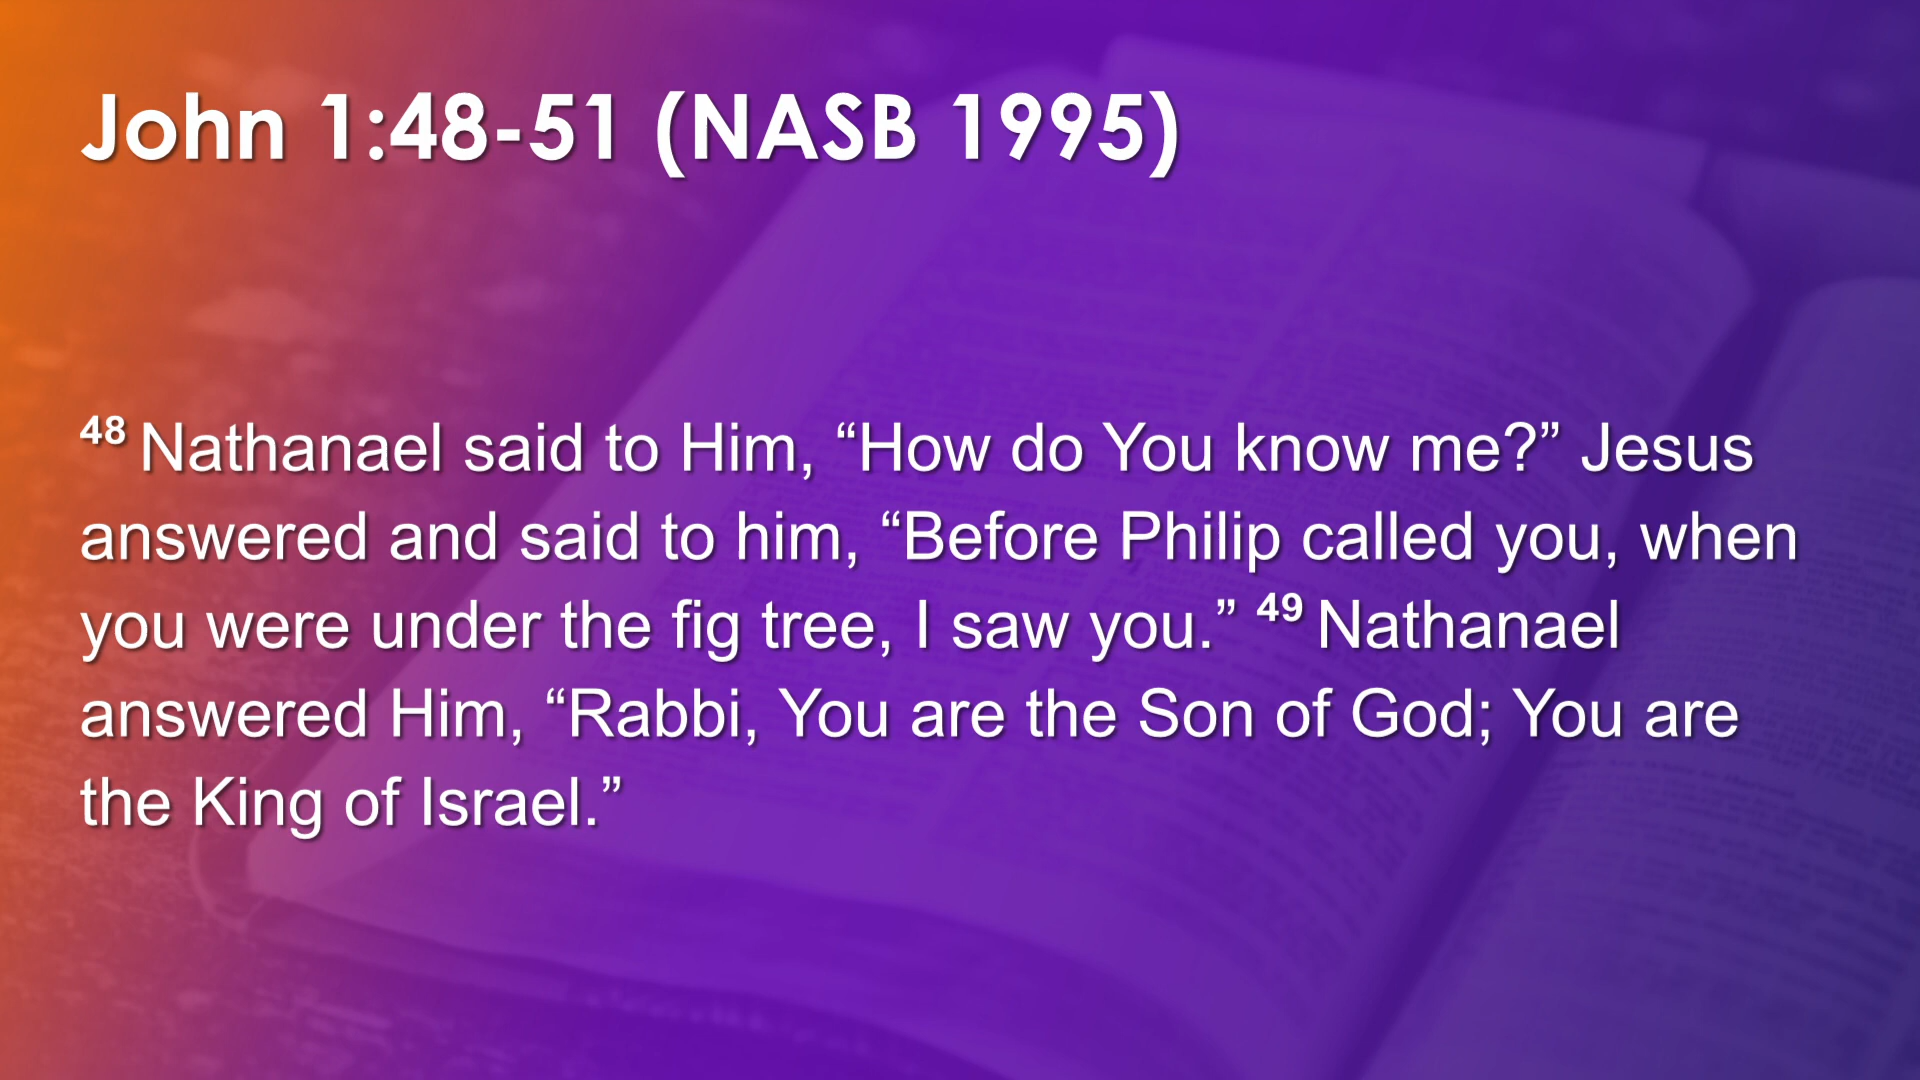 John 1:48-51 (NASB 1995)
48 Nathanael said to Him, “How do You know me?” Jesus
answered and said to him, “Before Philip called you, when
you were under the fig tree, I saw you.” 49 Nathanael
answered Him, “Rabbi, You are the Son of God; You are
the King of Israel.”